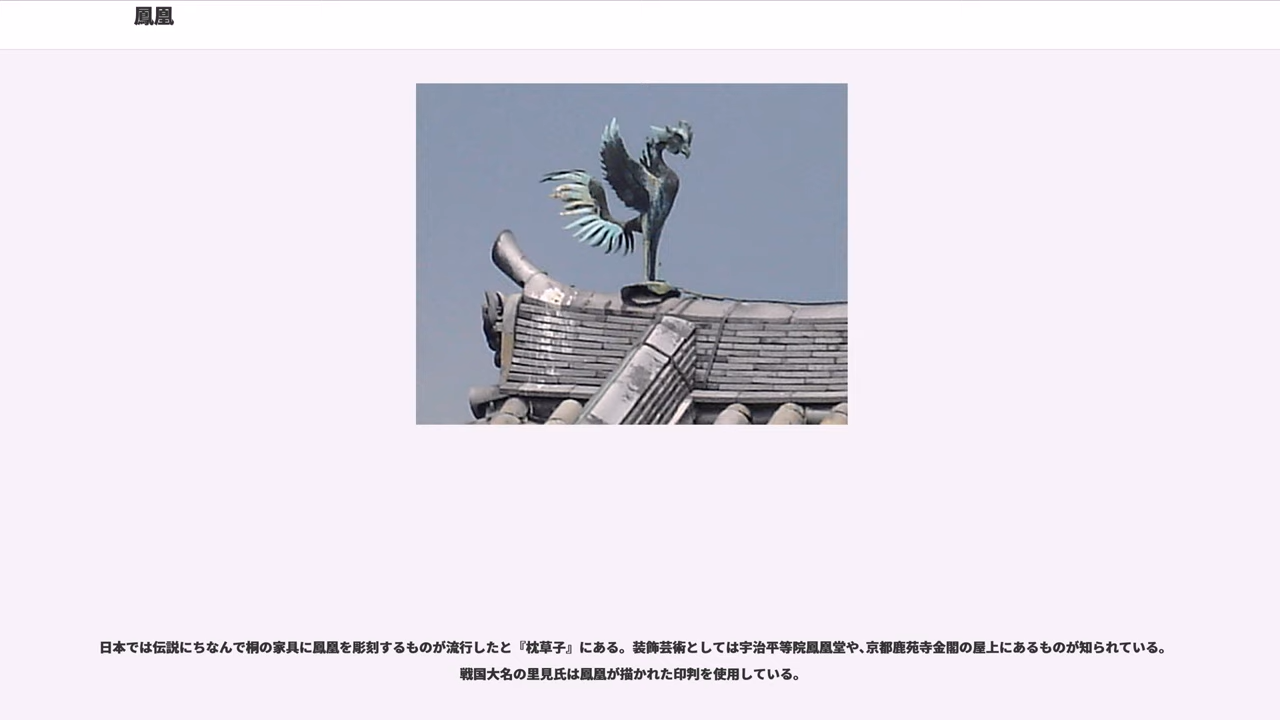 鳳凰
日本では伝説にちなんで桐の家具に鳳凰を彫刻するものが流行したと『枕草子』にある。装飾芸術としては宇治平等院鳳凰堂や、京都鹿苑寺金閣の屋上にあるものが知られている。
戦国大名の里見氏は鳳凰が描かれた印判を使用している。